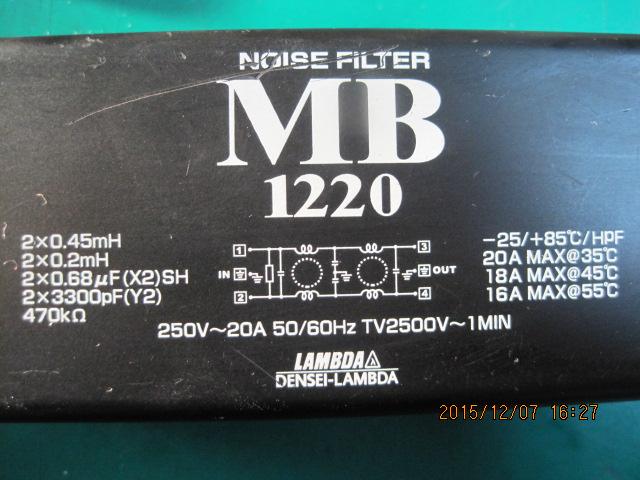 NOISE FILTER
MB
1220
2×0.45mH
2×0.2mH
2×0.68μF(X2)SH
2×3300pF(Y2)
470kΩ
1 3
IN OUT
2 4
-25/+85℃/HPF
20A MAX@35℃
18A MAX@45℃
16A MAX@55℃
250V～20A 50/60Hz TV2500V～1MIN
LAMBDA
DENSEI-LAMBDA
2015/12/07 16:27